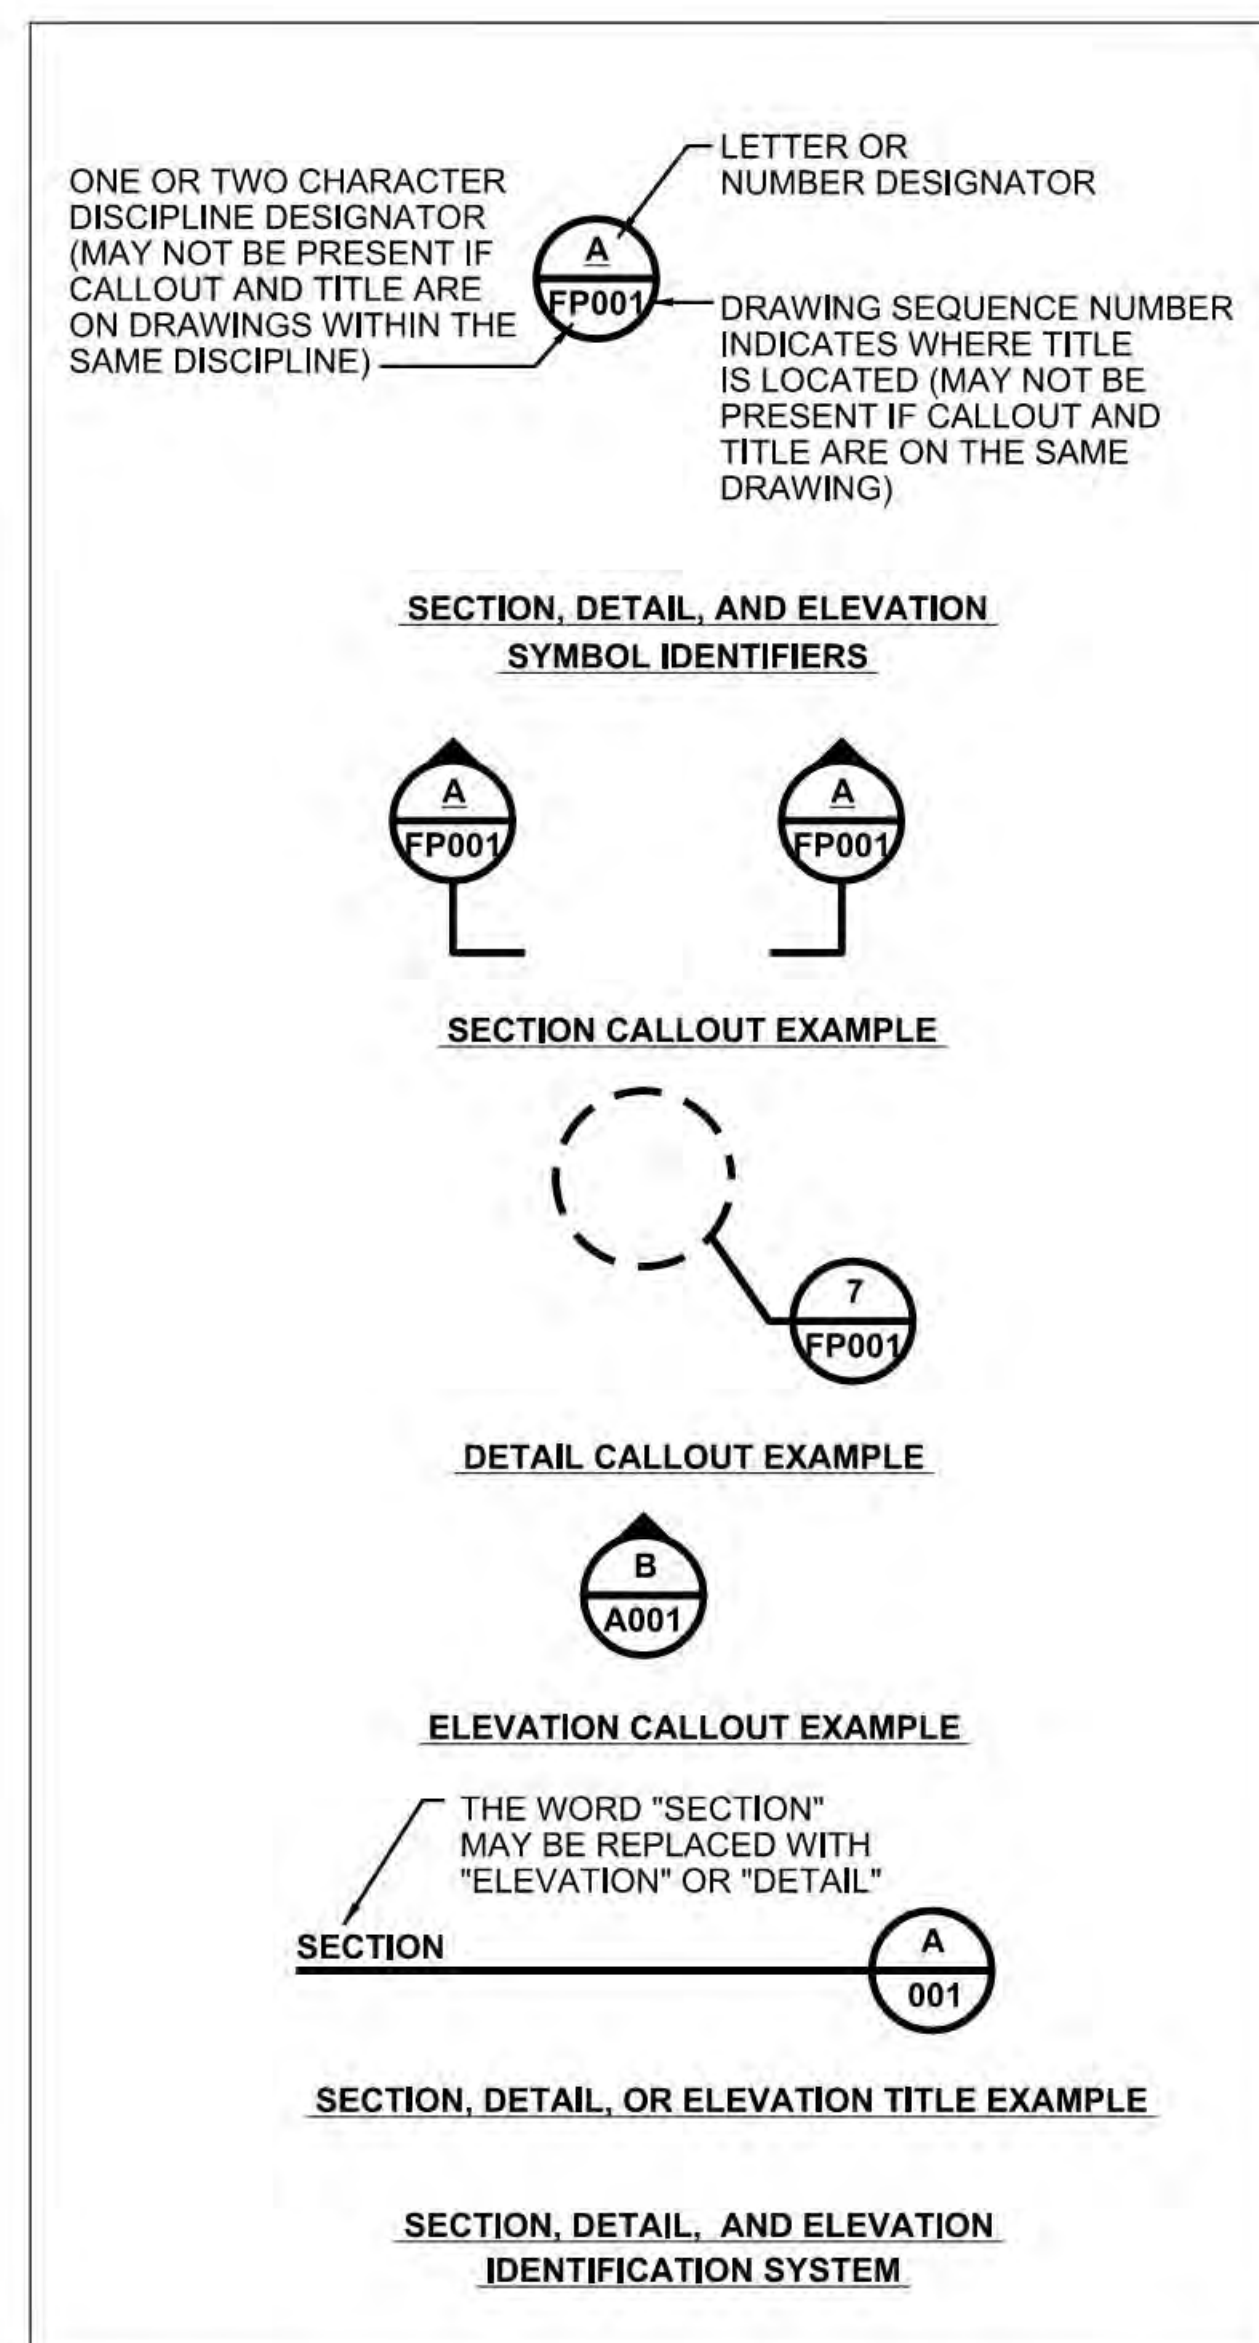 ONE OR TWO CHARACTER
DISCIPLINE DESIGNATOR
(MAY NOT BE PRESENT IF
CALLOUT AND TITLE ARE
ON DRAWINGS WITHIN THE
SAME DISCIPLINE)
A
FP001
LETTER OR
NUMBER DESIGNATOR
DRAWING SEQUENCE NUMBER
INDICATES WHERE TITLE
IS LOCATED (MAY NOT BE
PRESENT IF CALLOUT AND
TITLE ARE ON THE SAME
DRAWING)
SECTION, DETAIL, AND ELEVATION
SYMBOL IDENTIFIERS
A
FP001
A
FP001
SECTION CALLOUT EXAMPLE
7
FP001
DETAIL CALLOUT EXAMPLE
B
A001
ELEVATION CALLOUT EXAMPLE
THE WORD "SECTION"
MAY BE REPLACED WITH
"ELEVATION" OR "DETAIL"
SECTION
A
001
SECTION, DETAIL, OR ELEVATION TITLE EXAMPLE
SECTION, DETAIL, AND ELEVATION
IDENTIFICATION SYSTEM